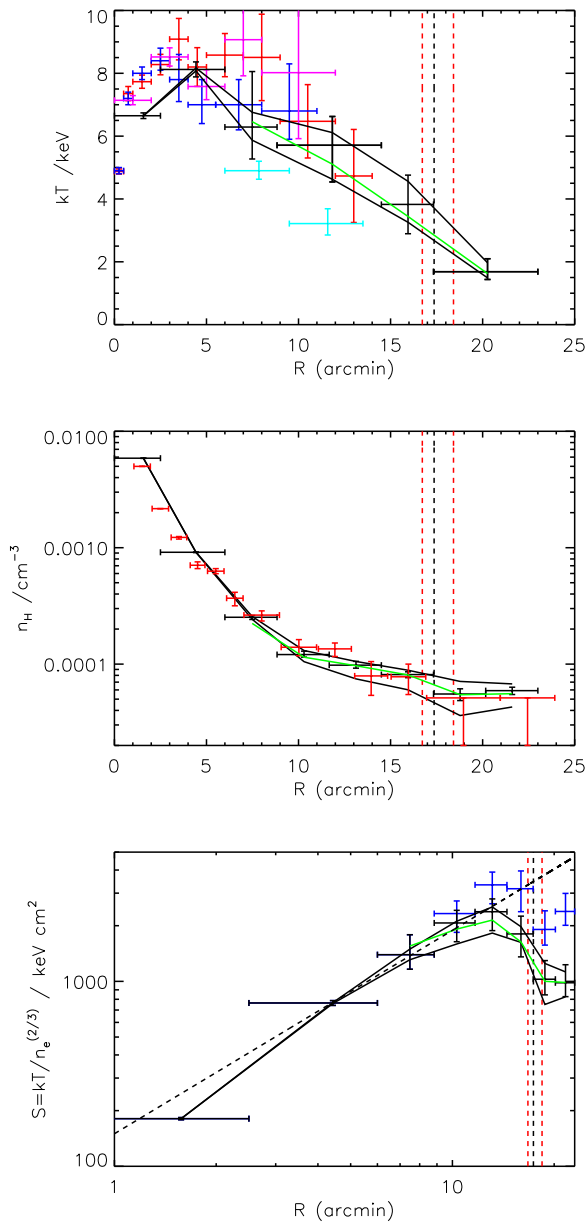 10
8
6
4
2
0
kT /keV
0 5 10 15 20 25
R (arcmin)
0.0100
0.0010
0.0001
n_H /cm^-3
0 5 10 15 20 25
R (arcmin)
1000
100
S=kT/n_e^(2/3) / keV cm^2
1 10
R (arcmin)